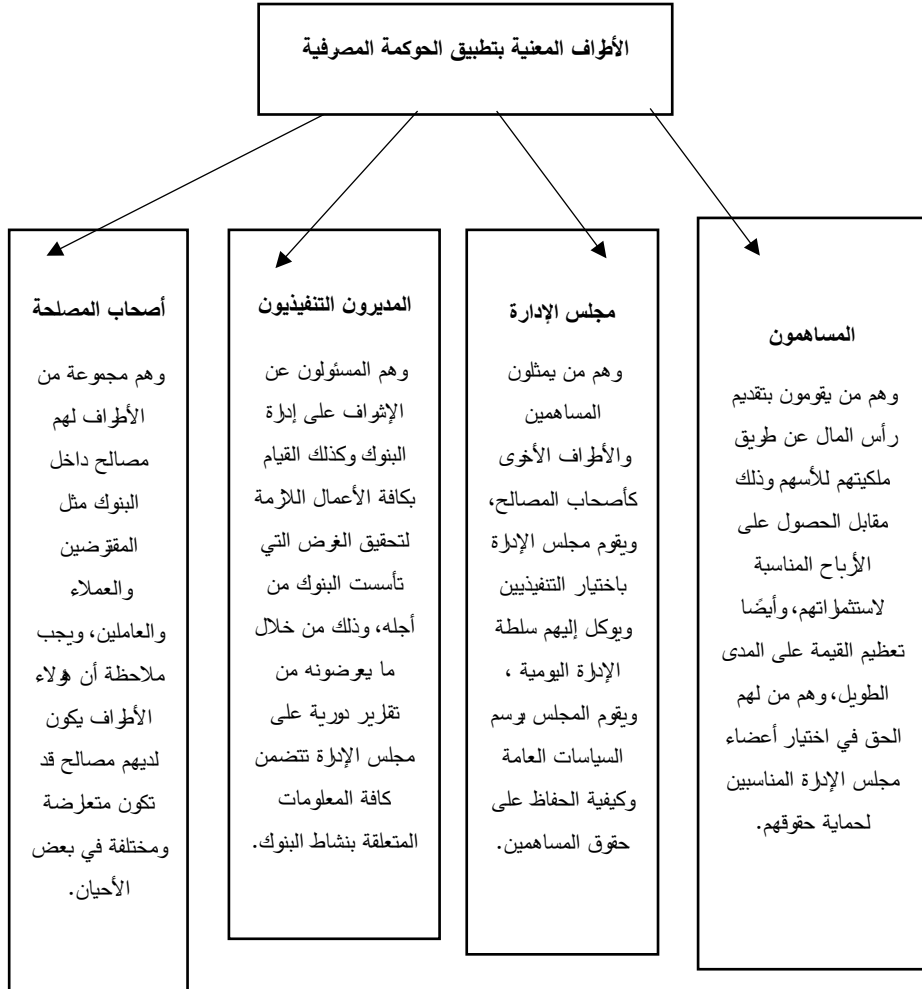 الأطراف المعنية بتطبيق الحوكمة المصرفية
المساهمون
وهم من يقومون بتقديم
رأس المال عن طريق
ملكيتهم للأسهم وذلك
مقابل الحصول على
الأرباح المناسبة
لاستثماراتهم، وأيضًا
تعظيم القيمة على المدى
الطويل، وهم من لهم
الحق في اختيار أعضاء
مجلس الإدارة المناسبين
لحماية حقوقهم.
مجلس الإدارة
وهم من يمثلون
المساهمين
والأطراف الأخرى
كأصحاب المصالح،
ويقوم مجلس الإدارة
باختيار التنفيذيين
ويوكل إليهم سلطة
الإدارة اليومية ،
ويقوم المجلس برسم
السياسات العامة
وكيفية الحفاظ على
حقوق المساهمين.
المديرون التنفيذيون
وهم المسئولون عن
الإشراف على إدارة
البنوك وكذلك القيام
بكافة الأعمال اللازمة
لتحقيق الغرض التي
تأسست البنوك من
أجله، وذلك من خلال
ما يعرضونه من
تقارير دورية على
مجلس الإدارة تتضمن
كافة المعلومات
المتعلقة بنشاط البنوك.
أصحاب المصلحة
وهم مجموعة من
الأطراف لهم
مصالح داخل
البنوك مثل
المقترضين
والعملاء
والعاملين، ويجب
ملاحظة أن هؤلاء
الأطراف يكون
لديهم مصالح قد
تكون متعارضة
ومختلفة في بعض
الأحيان.